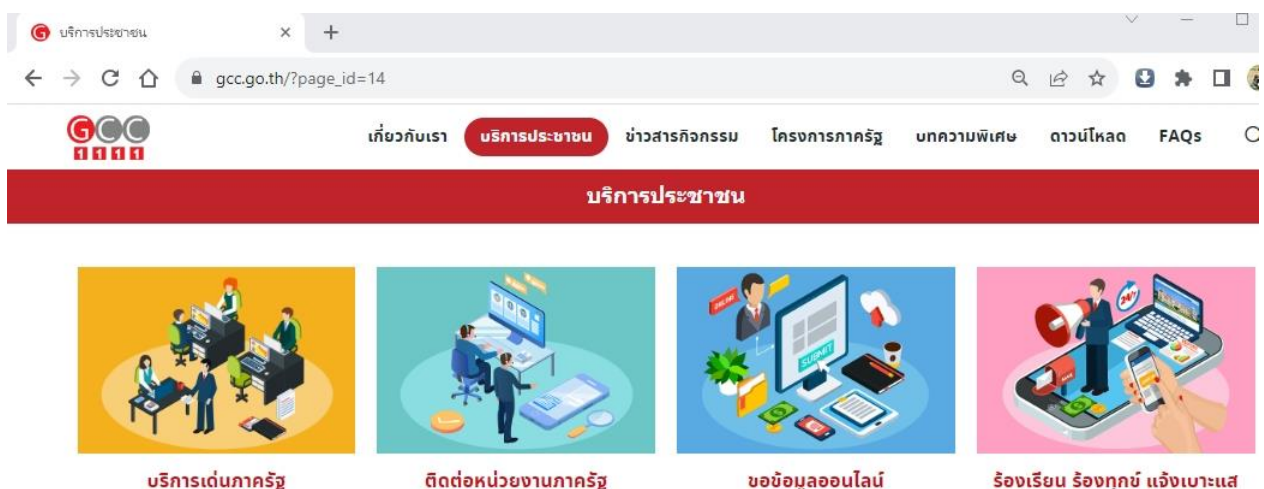 บริการประชาชน
gcc.go.th/?page_id=14
GCC
1111
เกี่ยวกับเรา บริการประชาชน ข่าวสารกิจกรรม โครงการภาครัฐ บทความพิเศษ ดาวน์โหลด FAQs
บริการประชาชน
ONLINE
SUBMIT
24/7
บริการเด่นภาครัฐ ติดต่อหน่วยงานภาครัฐ ขอข้อมูลออนไลน์ ร้องเรียน ร้องทุกข์ แจ้งเบาะแส